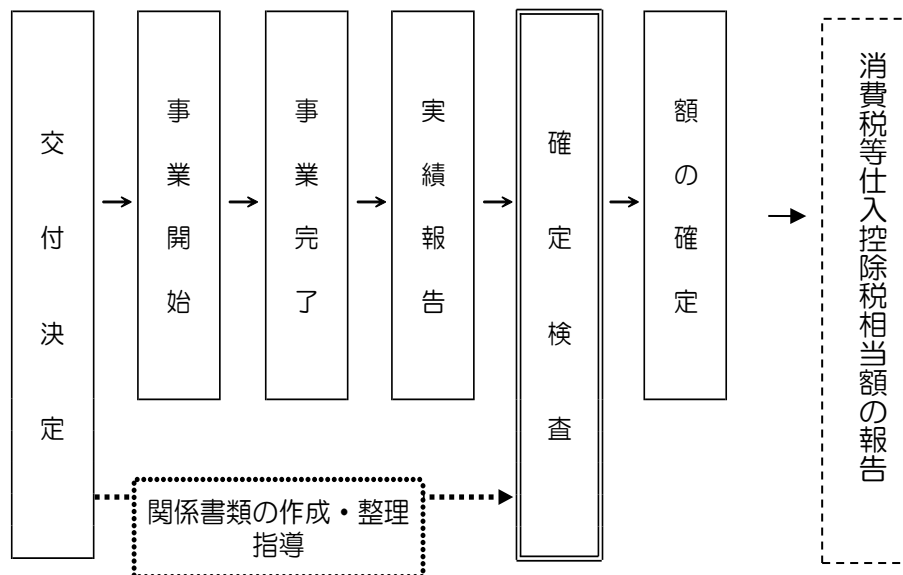 交付決定
事業開始
事業完了
実績報告
確定検査
額の確定
消費税等仕入控除税相当額の報告
関係書類の作成・整理
指導